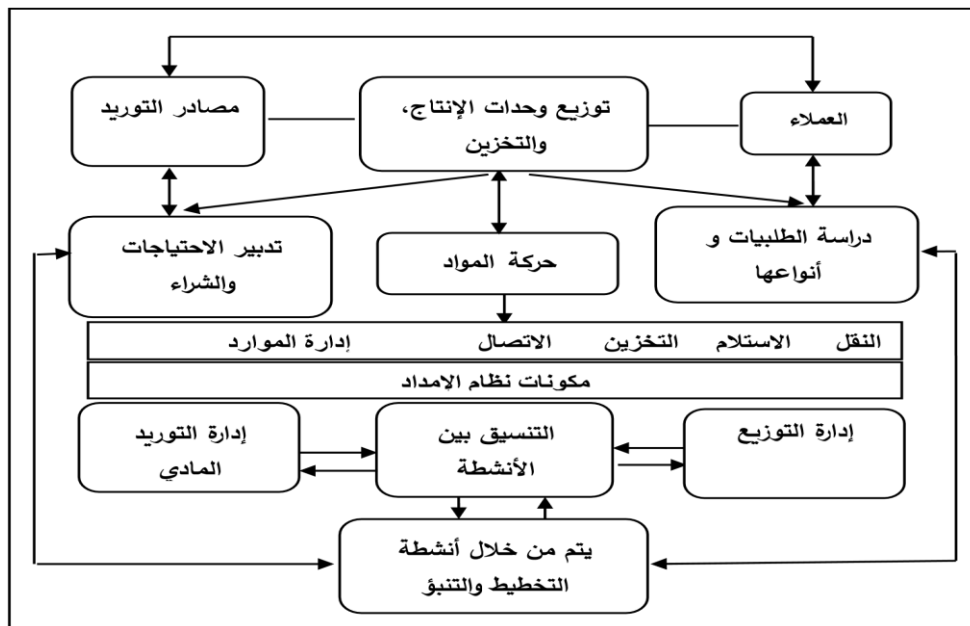 العملاء
توزيع وحدات الإنتاج،
والتخزين
مصادر التوريد
دراسة الطلبيات و
أنواعها
حركة المواد
تدبير الاحتياجات
والشراء
النقل الاستلام التخزين الاتصال إدارة الموارد
مكونات نظام الامداد
إدارة التوزيع
التنسيق بين
الأنشطة
إدارة التوريد
المادي
يتم من خلال أنشطة
التخطيط والتنبؤ